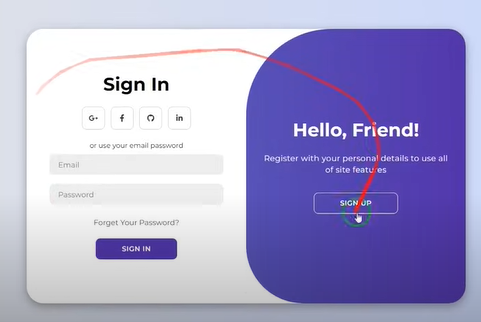 Sign In
G+
or use your email password
Email
Password
Forget Your Password?
SIGN IN
Hello, Friend!
Register with your personal details to use all
of site features
SIGN UP